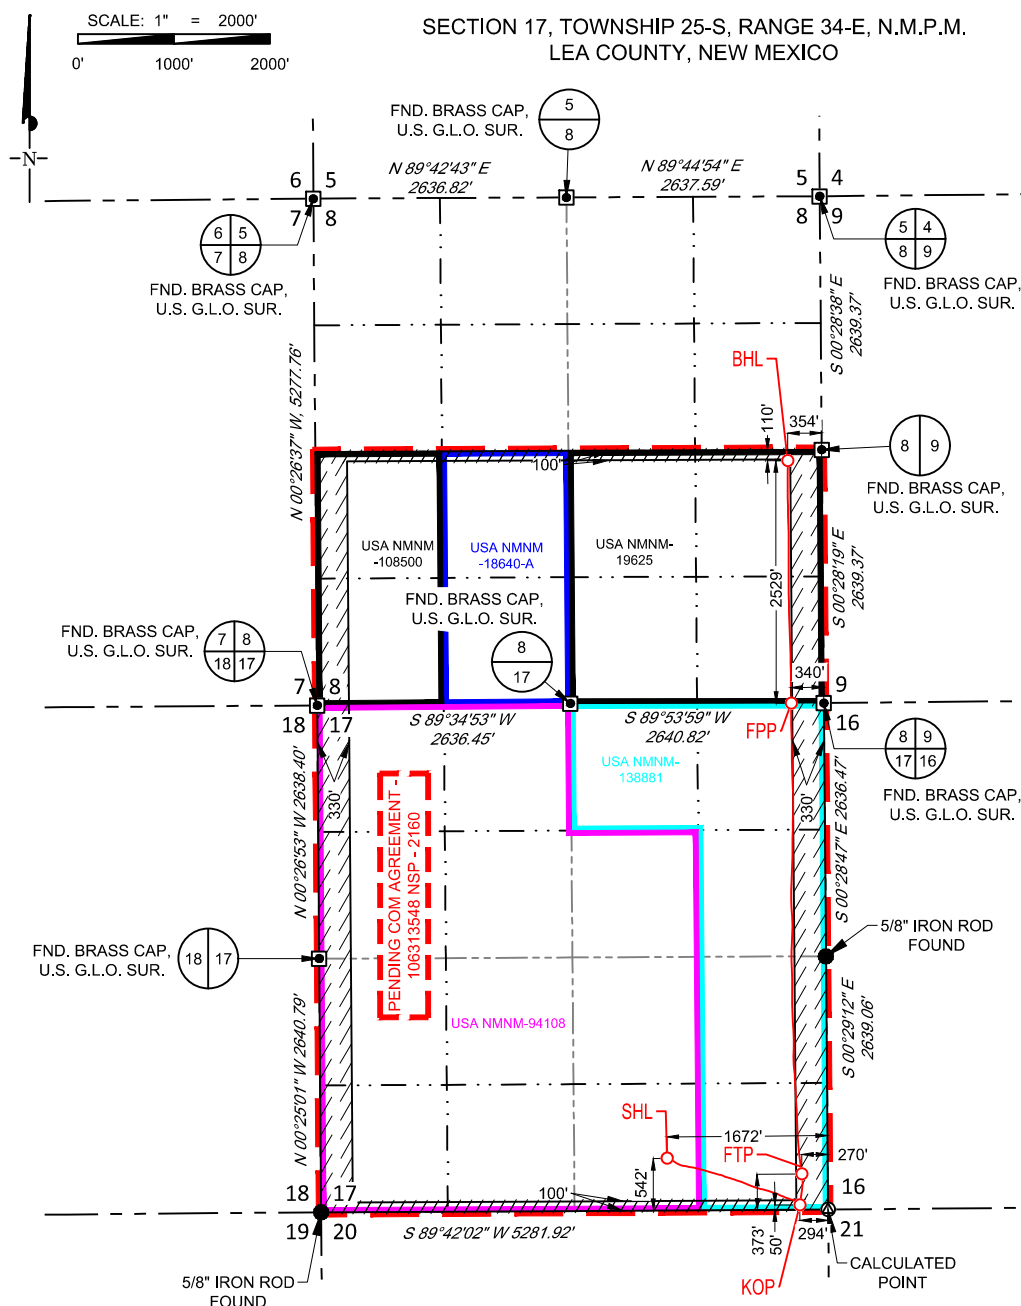 SCALE: 1" = 2000'
0' 1000' 2000'
SECTION 17, TOWNSHIP 25-S, RANGE 34-E, N.M.P.M.
LEA COUNTY, NEW MEXICO
N
FND. BRASS CAP,
U.S. G.L.O. SUR.
5
8
N 89°42'43" E
2636.82'
N 89°44'54" E
2637.59'
6 5
7 8
5 4
8 9
6 5
7 8
FND. BRASS CAP,
U.S. G.L.O. SUR.
5 4
8 9
FND. BRASS CAP,
U.S. G.L.O. SUR.
S 00°28'38" E
2639.37'
N 00°26'37" W, 5277.76'
BHL
110'
354'
8 9
FND. BRASS CAP,
U.S. G.L.O. SUR.
100'
USA NMNM
-108500
USA NMNM
-18640-A
USA NMNM-
19625
2529'
S 00°28'19" E
2639.37'
FND. BRASS CAP,
U.S. G.L.O. SUR.
8
17
FND. BRASS CAP,
U.S. G.L.O. SUR.
7 8
18 17
340'
7 8
18 17
9
16
S 89°34'53" W
2636.45'
S 89°53'59" W
2640.82'
FPP
8 9
17 16
FND. BRASS CAP,
U.S. G.L.O. SUR.
USA NMNM-
138881
330'
330'
N 00°26'53" W 2638.40'
S 00°28'47" E 2636.47'
PENDING COM AGREEMENT -
106313548 NSP - 2160
5/8" IRON ROD
FOUND
FND. BRASS CAP,
U.S. G.L.O. SUR.
18 17
USA NMNM-94108
S 00°29'12" E
2639.06'
N 00°25'01" W 2640.79'
SHL
1672'
FTP
270'
542'
100'
373'
50'
294'
18 17
19 20
16
21
S 89°42'02" W 5281.92'
KOP
CALCULATED
POINT
5/8" IRON ROD
FOUND